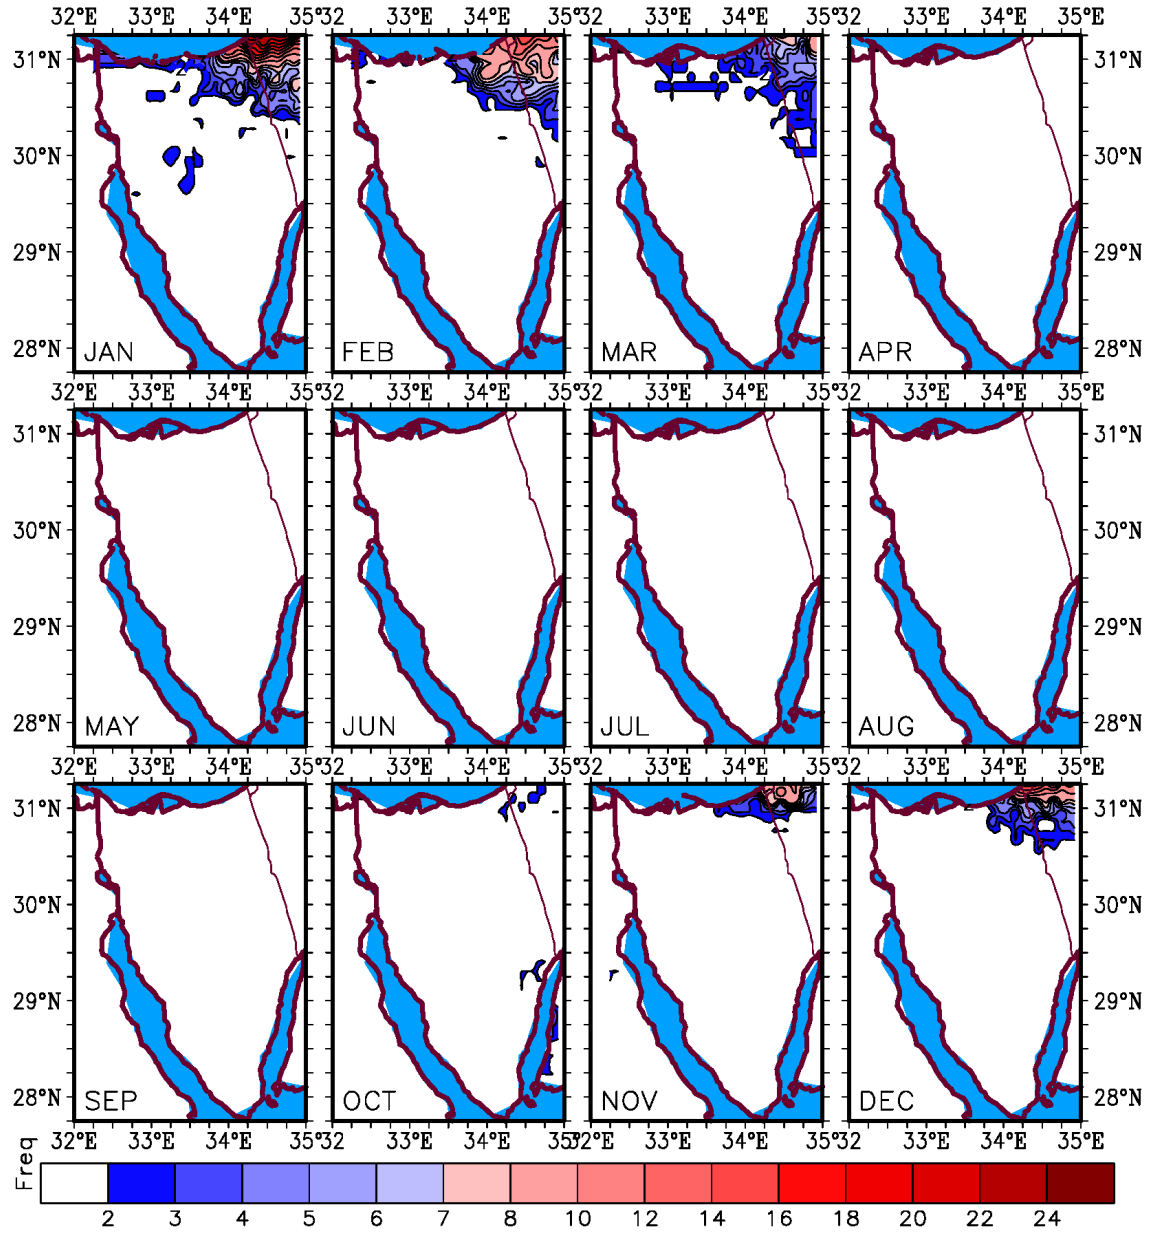 32°E 33°E 34°E 35°E 32 33°E 34°E 35°E 32 33°E 34°E 35°E 32 33°E 34°E 35°E
31°N 31°N
30°N 30°N
29°N 29°N
28°N 28°N
JAN FEB MAR APR
32°E 33°E 34°E 35° 32 33°E 34°E 35° 32 33°E 34°E 35° 32 33°E 34°E 35°E
31°N 31°N
30°N 30°N
29°N 29°N
28°N 28°N
MAY JUN JUL AUG
32°E 33°E 34°E 35° 32 33°E 34°E 35° 32 33°E 34°E 35° 32 33°E 34°E 35°E
31°N 31°N
30°N 30°N
29°N 29°N
28°N 28°N
SEP OCT NOV DEC
32°E 33°E 34°E 35° 32 33°E 34°E 35° 32 33°E 34°E 35° 32 33°E 34°E 35°E
Freq
2 3 4 5 6 7 8 10 12 14 16 18 20 22 24